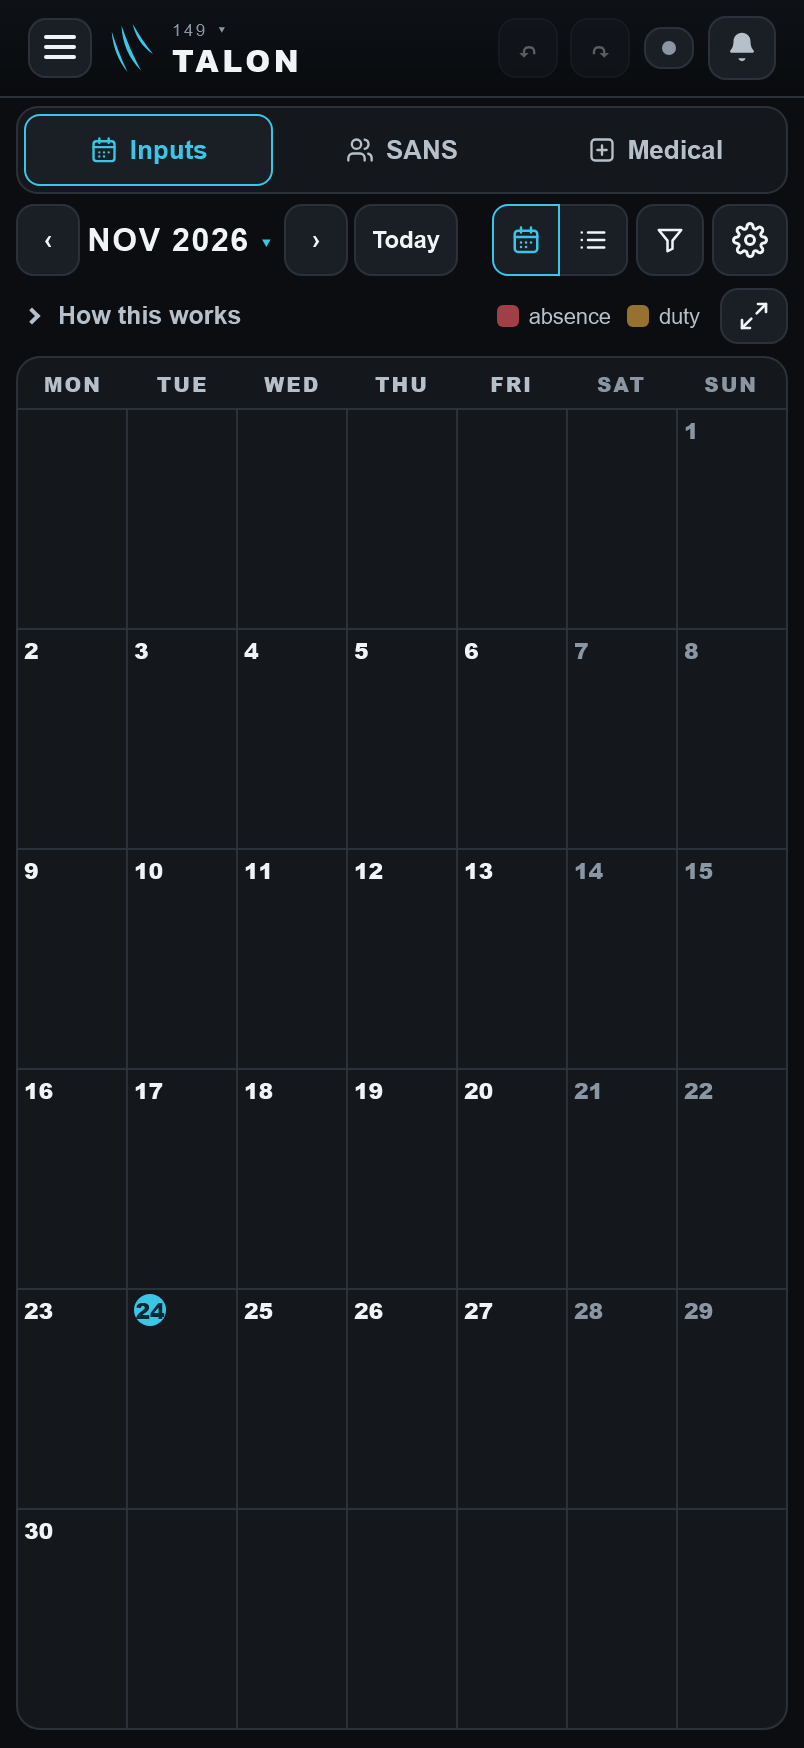 149 ▾
TALON
Inputs
SANS
Medical
‹ NOV 2026 ▾ › Today
How this works
absence duty
MON TUE WED THU FRI SAT SUN
1
2 3 4 5 6 7 8
9 10 11 12 13 14 15
16 17 18 19 20 21 22
23 24 25 26 27 28 29
30